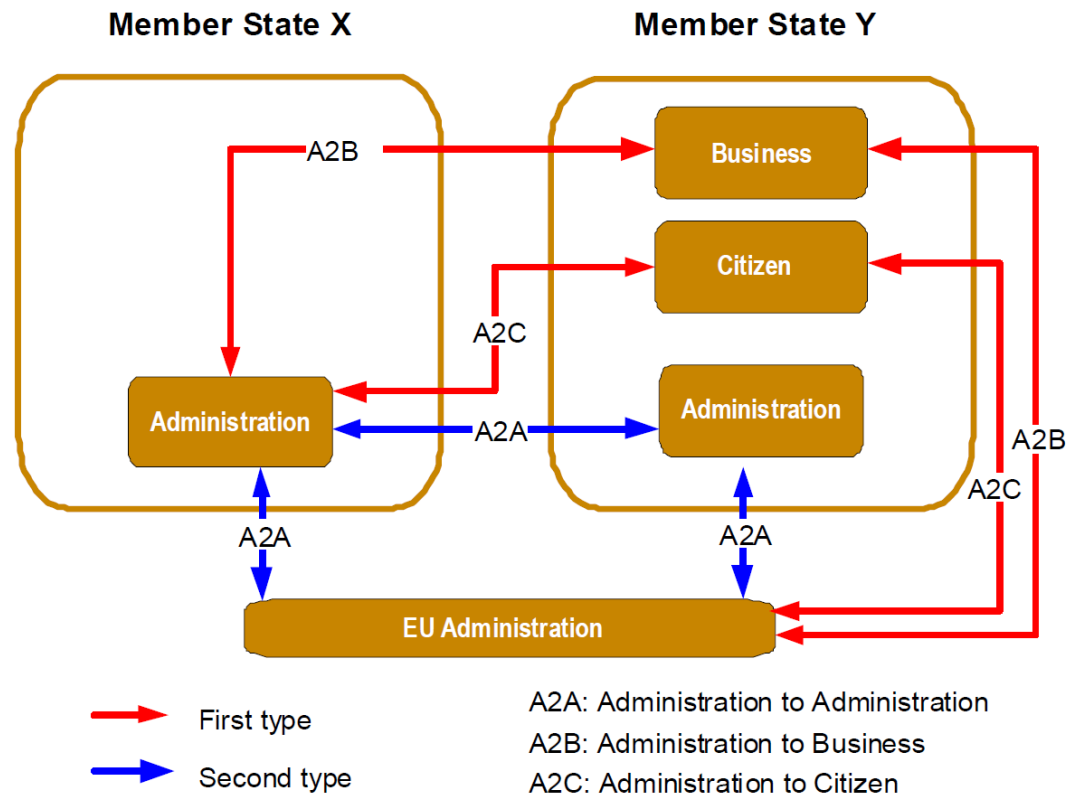 Member State X
Member State Y
A2B
Business
Citizen
A2C
Administration
Administration
A2A
A2B
A2C
A2A
A2A
EU Administration
First type
Second type
A2A: Administration to Administration
A2B: Administration to Business
A2C: Administration to Citizen